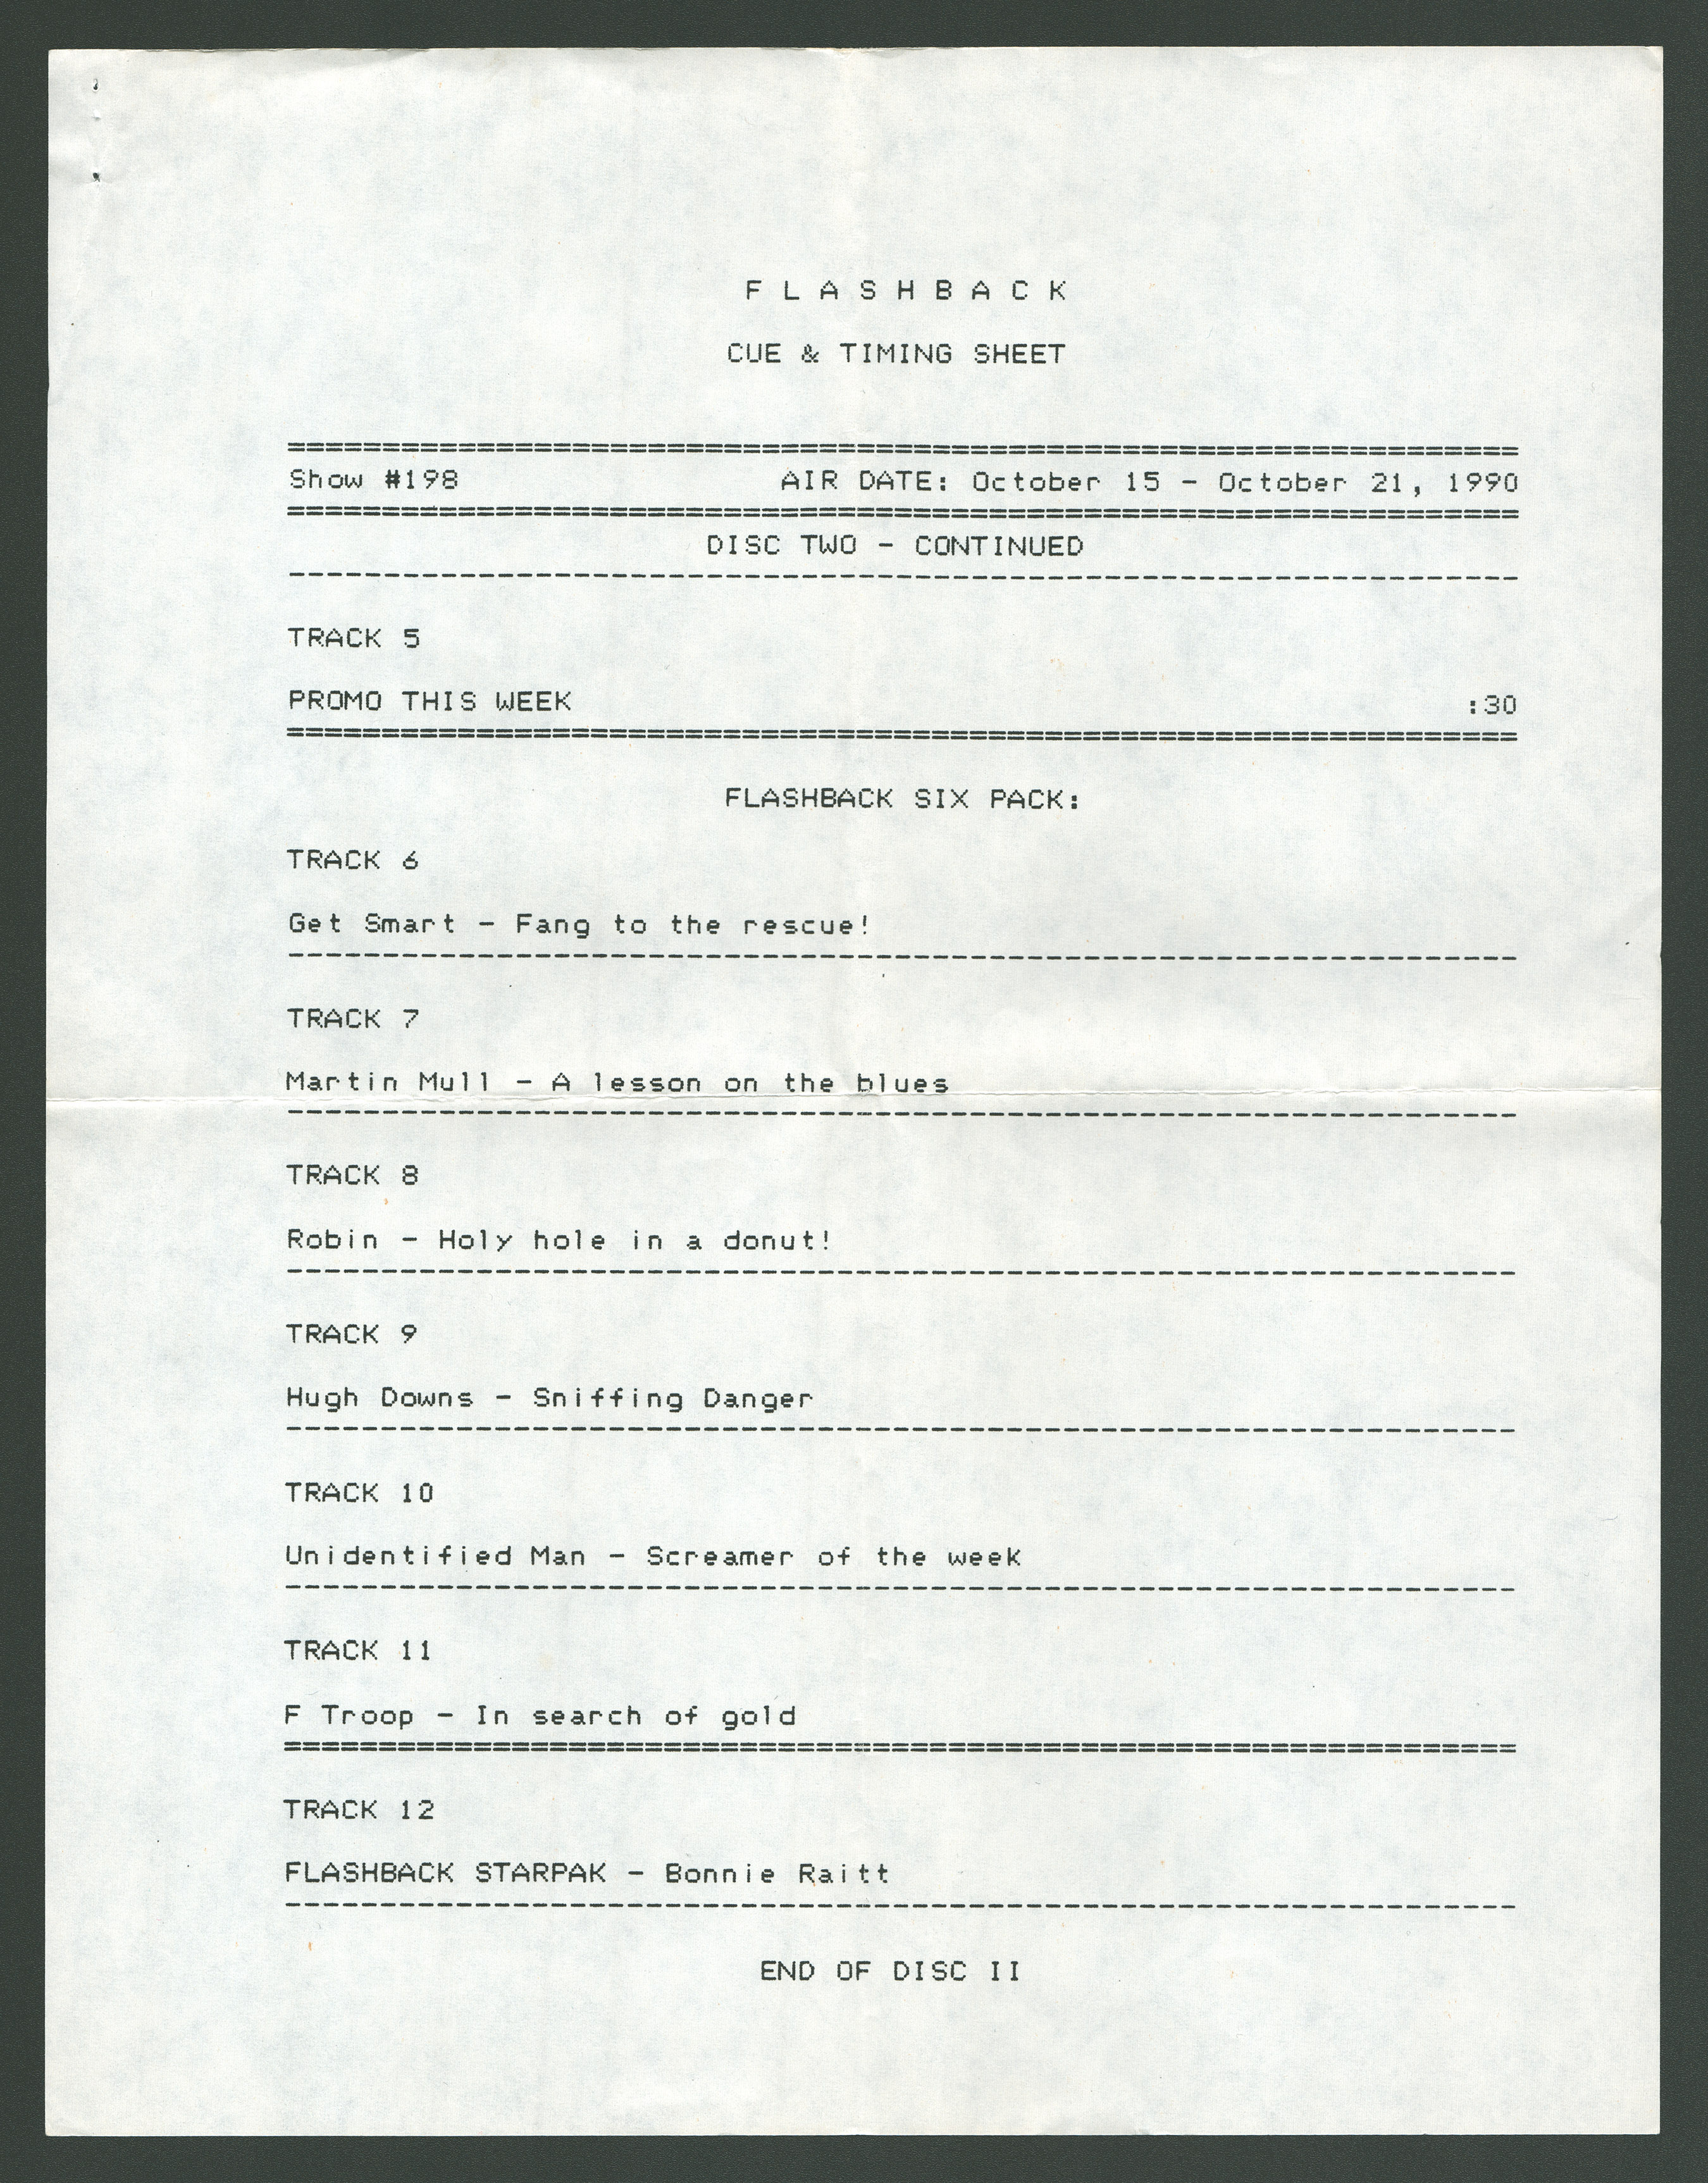 F L A S H B A C K
CUE & TIMING SHEET
=================================================================
Show #198 AIR DATE: October 15 - October 21, 1990
=================================================================
DISC TWO - CONTINUED
-----------------------------------------------------------------
TRACK 5
PROMO THIS WEEK :30
=================================================================
FLASHBACK SIX PACK:
TRACK 6
Get Smart - Fang to the rescue!
-----------------------------------------------------------------
TRACK 7
Martin Mull - A lesson on the blues
-----------------------------------------------------------------
TRACK 8
Robin - Holy hole in a donut!
-----------------------------------------------------------------
TRACK 9
Hugh Downs - Sniffing Danger
-----------------------------------------------------------------
TRACK 10
Unidentified Man - Screamer of the week
-----------------------------------------------------------------
TRACK 11
F Troop - In search of gold
=================================================================
TRACK 12
FLASHBACK STARPAK - Bonnie Raitt
-----------------------------------------------------------------
END OF DISC II